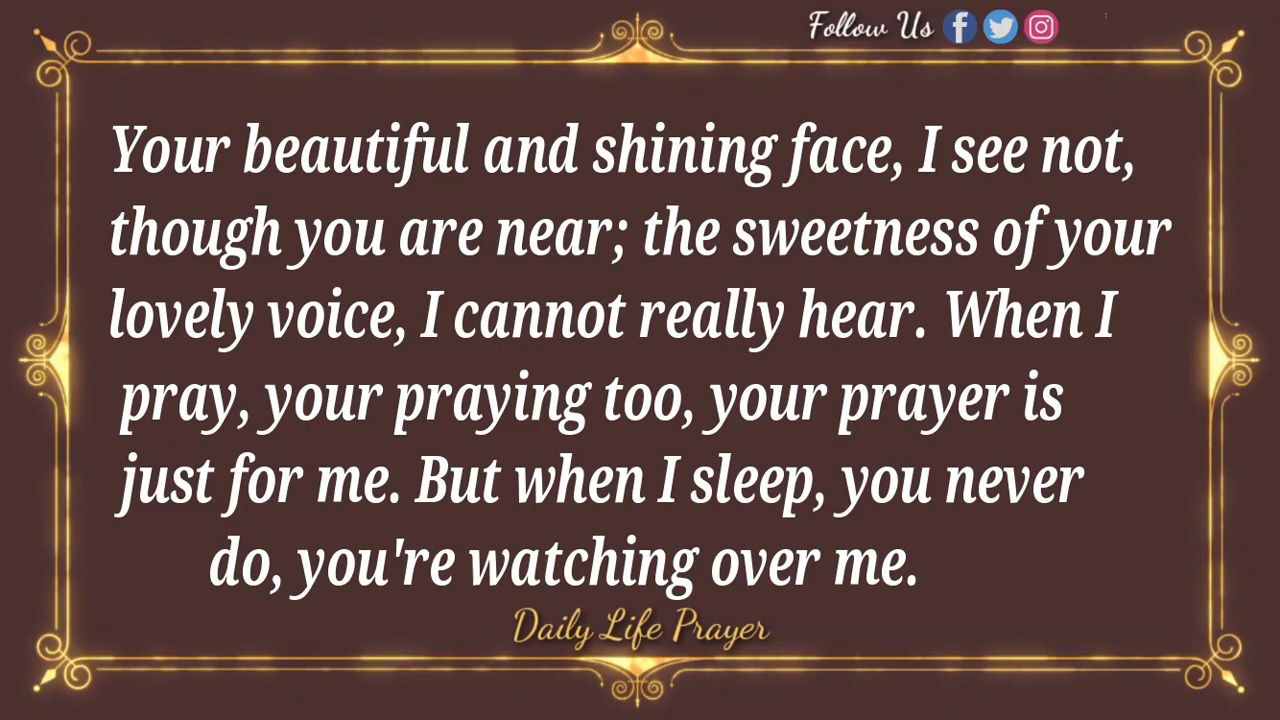 Follow Us
Your beautiful and shining face, I see not,
though you are near; the sweetness of your
lovely voice, I cannot really hear. When I
pray, your praying too, your prayer is
just for me. But when I sleep, you never
do, you're watching over me.
Daily Life Prayer